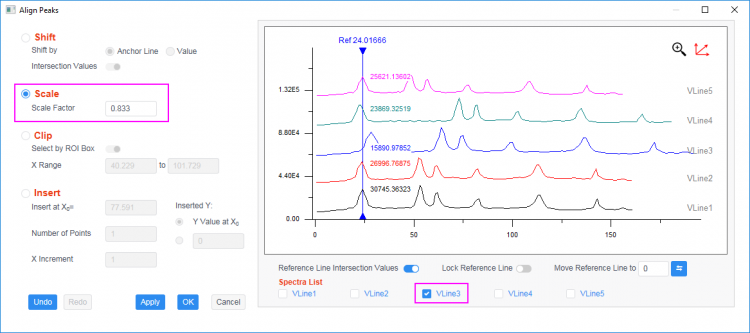 Align Peaks
Shift
Shift by Anchor Line Value
Intersection Values
Scale
Scale Factor 0.833
Clip
Select by ROI Box
X Range 40.229 to 101.729
Insert
Insert at X0= 77.591
Inserted Y:
Y Value at X0
Number of Points 1
0
X Increment 1
Undo Redo Apply OK Cancel
Ref 24.01666
1.32E5
8.80E4
4.40E4
0.00
25621.13602
VLine5
23869.32519
VLine4
15890.97852
VLine3
26996.76875
VLine2
30745.36323
VLine1
0 50 100 150
Reference Line Intersection Values Lock Reference Line Move Reference Line to 0
Spectra List
VLine1 VLine2 VLine3 VLine4 VLine5